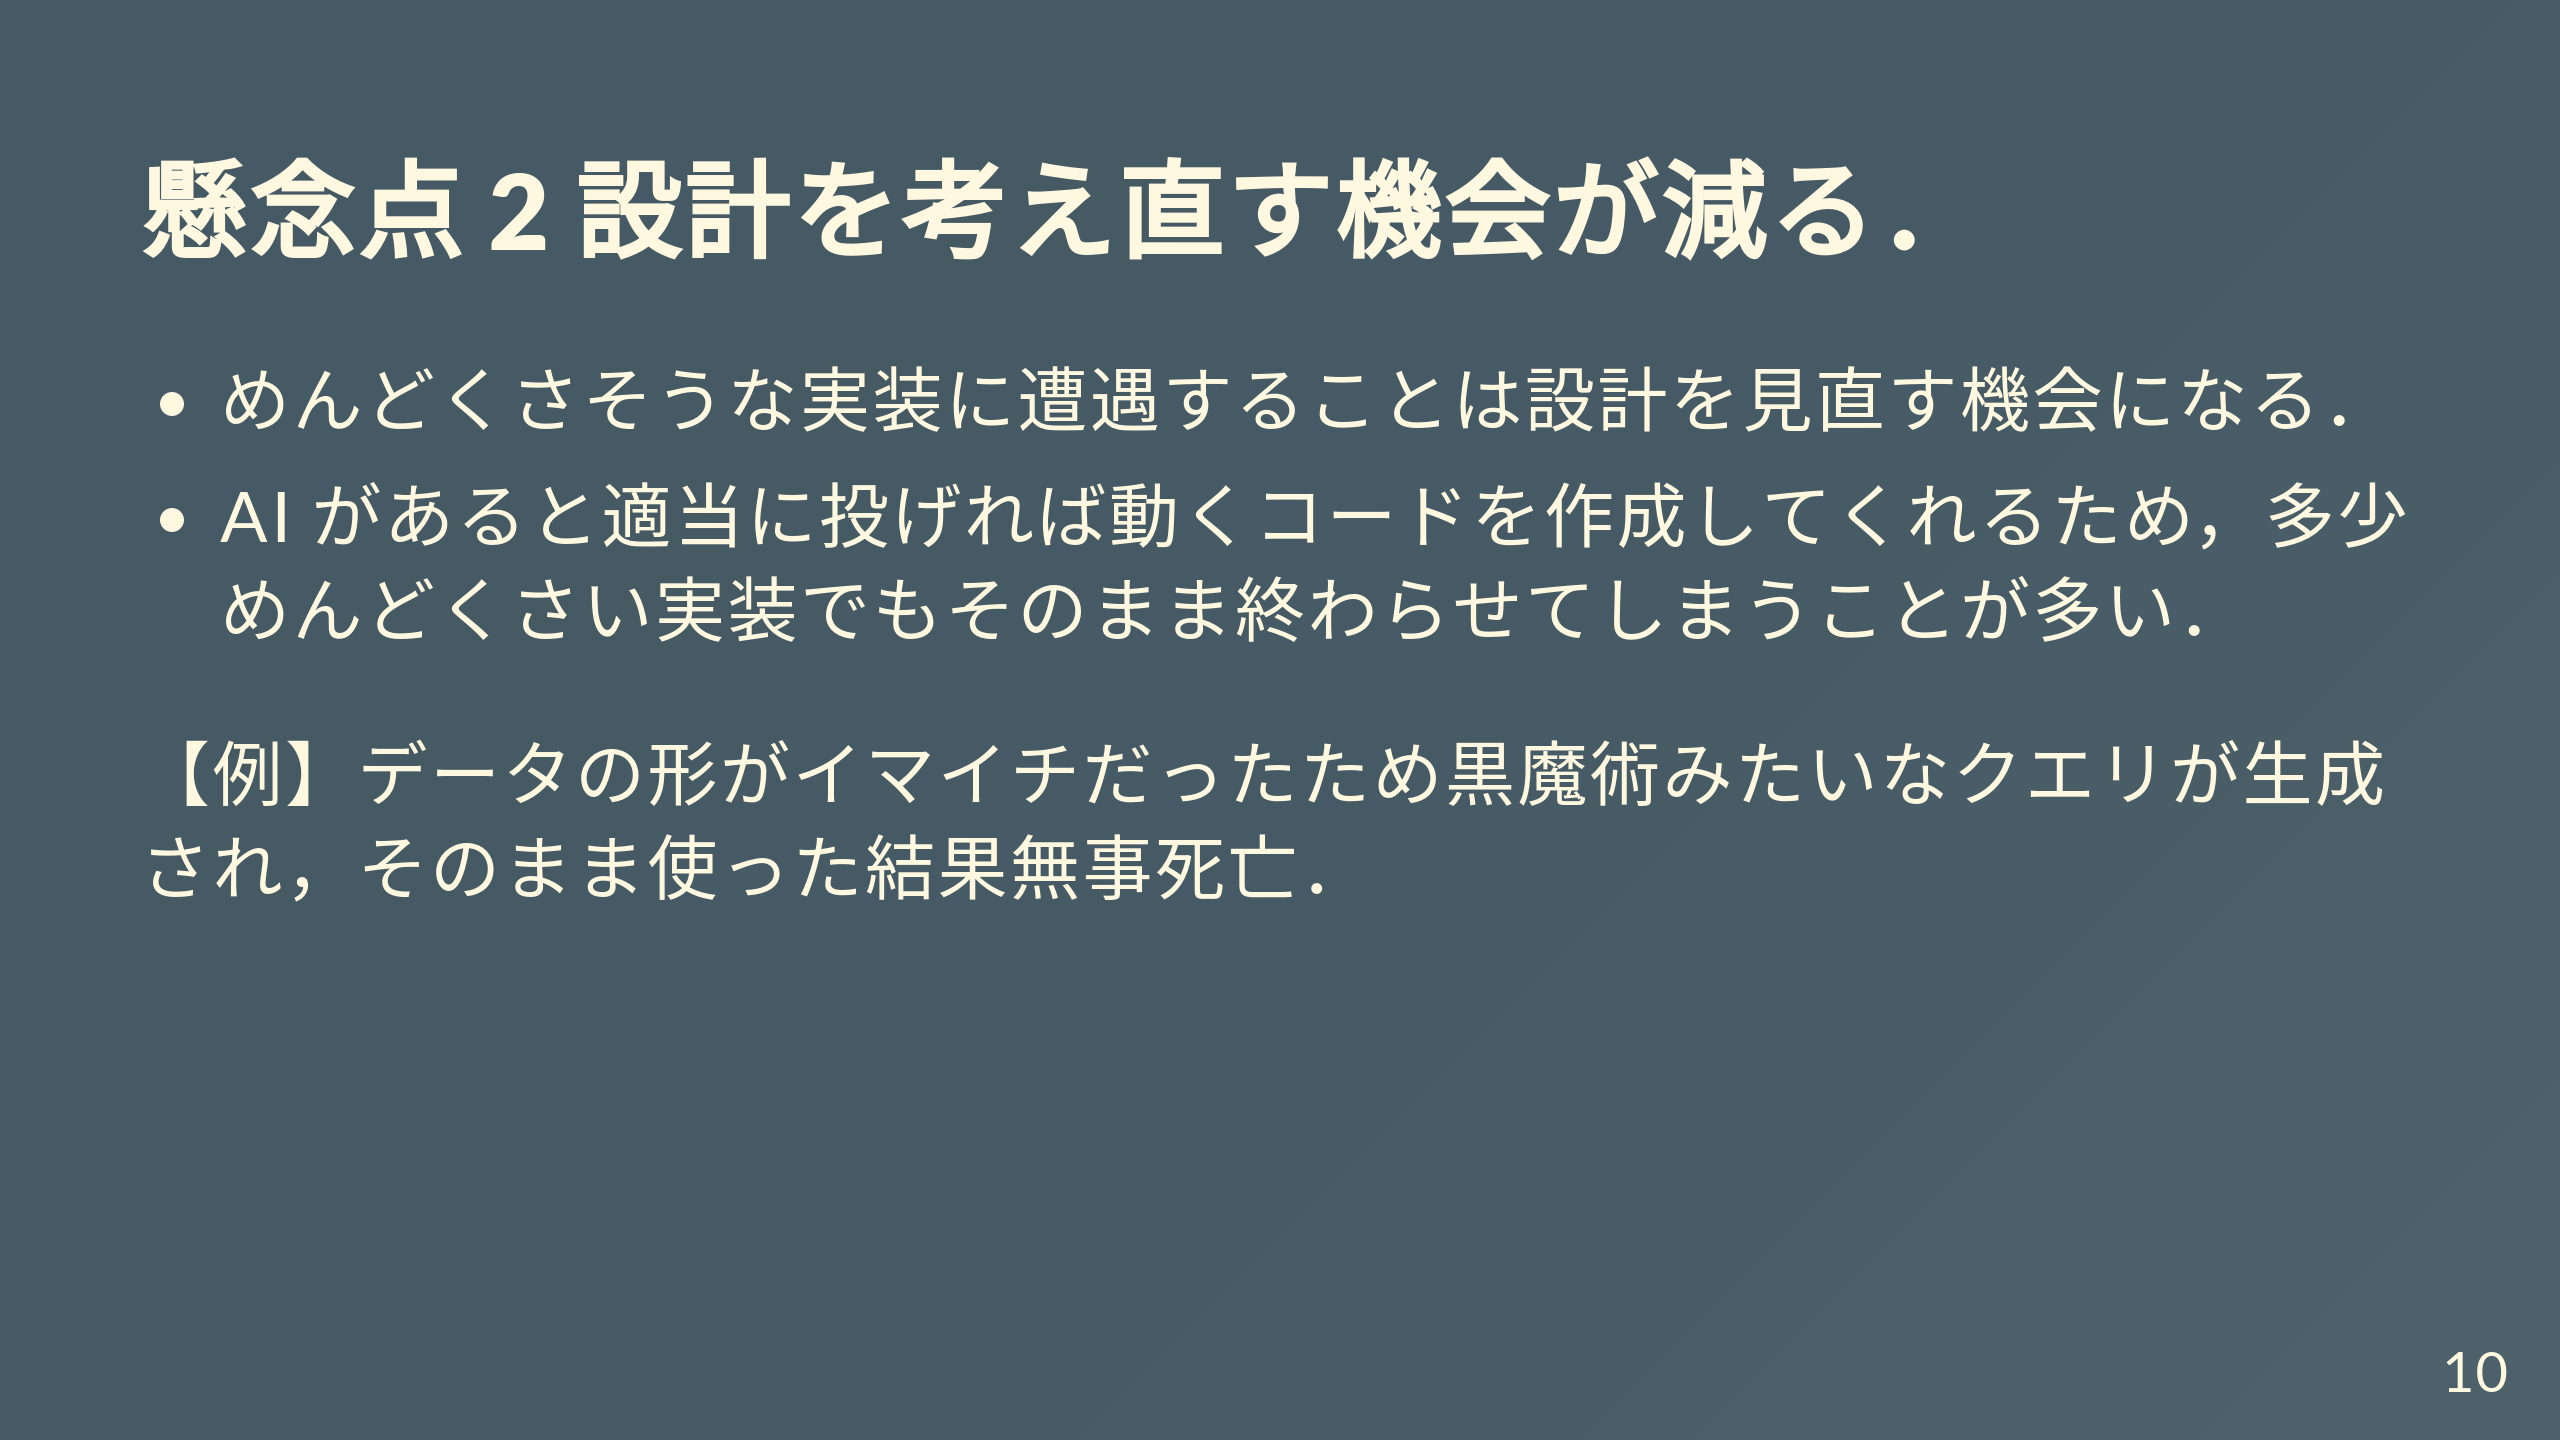 懸念点 2 設計を考え直す機会が減る．
• めんどくさそうな実装に遭遇することは設計を見直す機会になる．
• AI があると適当に投げれば動くコードを作成してくれるため，多少
めんどくさい実装でもそのまま終わらせてしまうことが多い．
【例】データの形がイマイチだったため黒魔術みたいなクエリが生成
され，そのまま使った結果無事死亡．
10